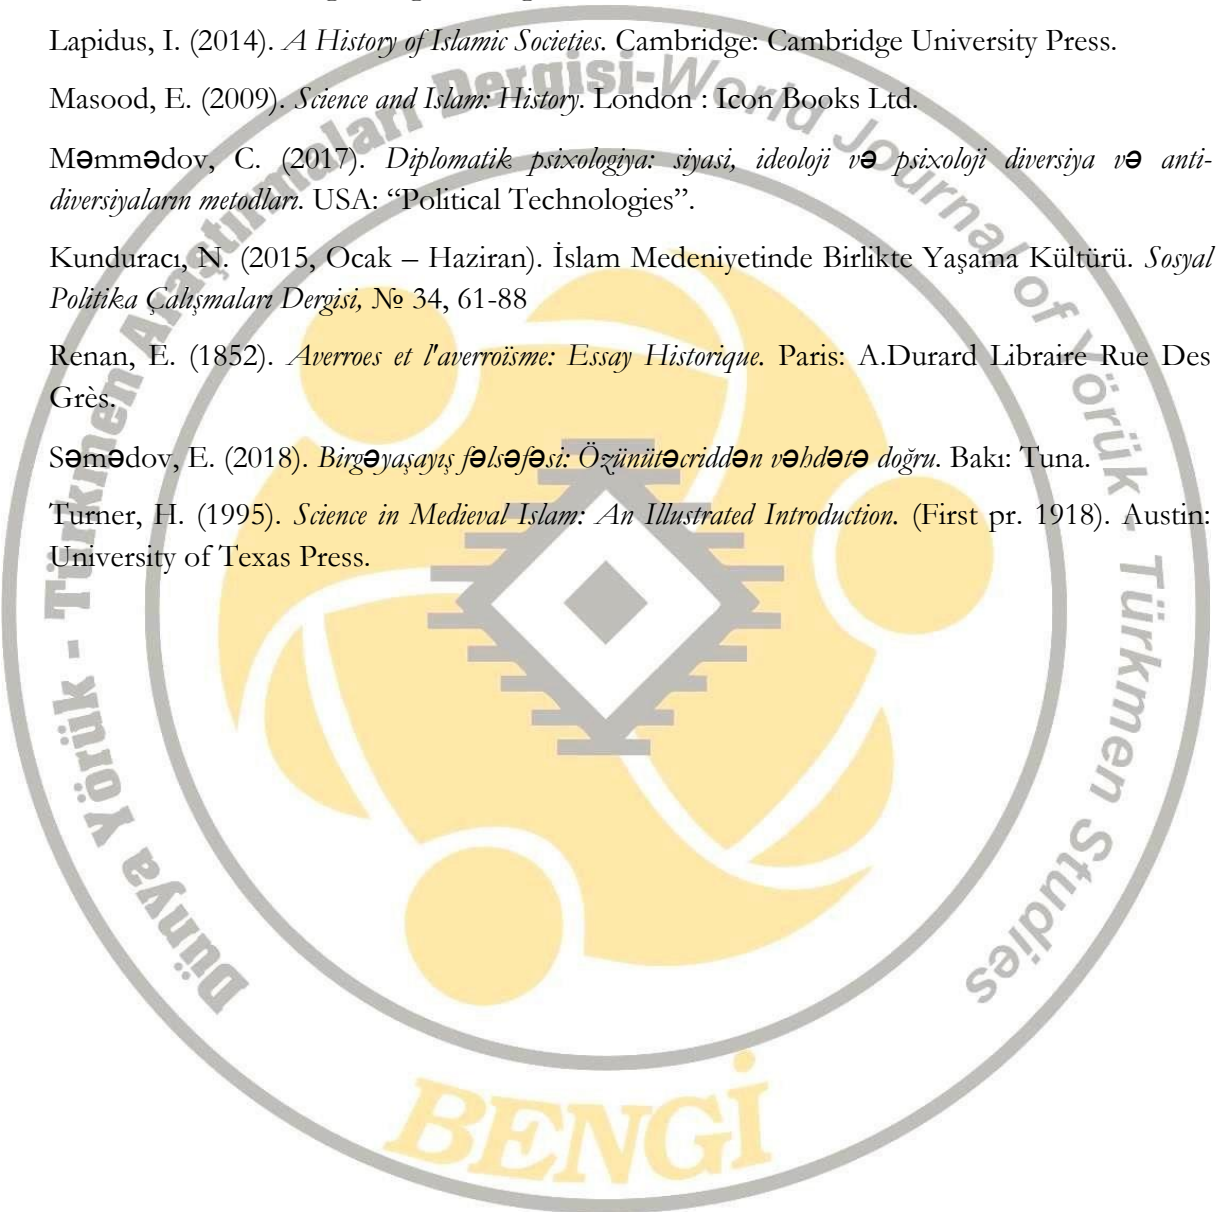 Lapidus, I. (2014). A History of Islamic Societies. Cambridge: Cambridge University Press.
Masood, E. (2009). Science and Islam: History. London : Icon Books Ltd.
Məmmədov, C. (2017). Diplomatik psixologiya: siyasi, ideoloji və psixoloji diversiya və anti-
diversiyaların metodları. USA: “Political Technologies”.
Kunduracı, N. (2015, Ocak – Haziran). İslam Medeniyetinde Birlikte Yaşama Kültürü. Sosyal
Politika Çalışmaları Dergisi, № 34, 61-88
Renan, E. (1852). Averroes et l'averroïsme: Essay Historique. Paris: A.Durard Libraire Rue Des
Grès.
Səmədov, E. (2018). Birgəyaşayış fəlsəfəsi: Özünütəcriddən vəhdətə doğru. Bakı: Tuna.
Turner, H. (1995). Science in Medieval Islam: An Illustrated Introduction. (First pr. 1918). Austin:
University of Texas Press.
Dünya Yörük - Türkmen Araştırmaları Dergisi-World Journal of Yörük - Türkmen Studies
BENGİ